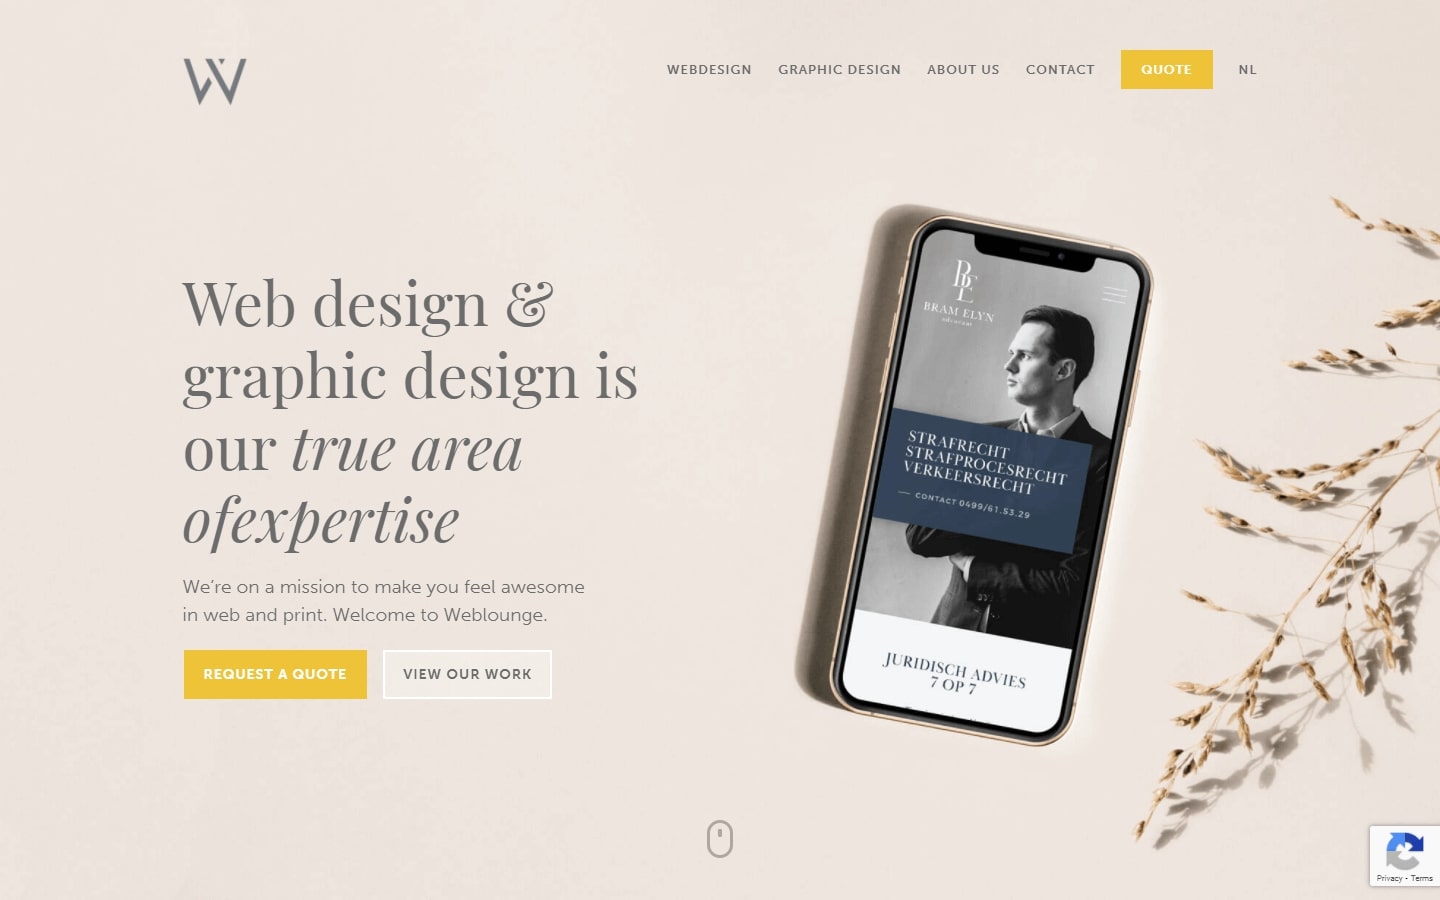 WEBDESIGN GRAPHIC DESIGN ABOUT US CONTACT QUOTE NL
Web design &
graphic design is
our true area
ofexpertise
We're on a mission to make you feel awesome
in web and print. Welcome to Weblounge.
REQUEST A QUOTE VIEW OUR WORK
BE
BRAM ELYN
advocaat
STRAFRECHT
STRAFPROCESRECHT
VERKEERSRECHT
CONTACT 0499/61.53.29
JURIDISCH ADVIES
7 OP 7
Privacy - Terms